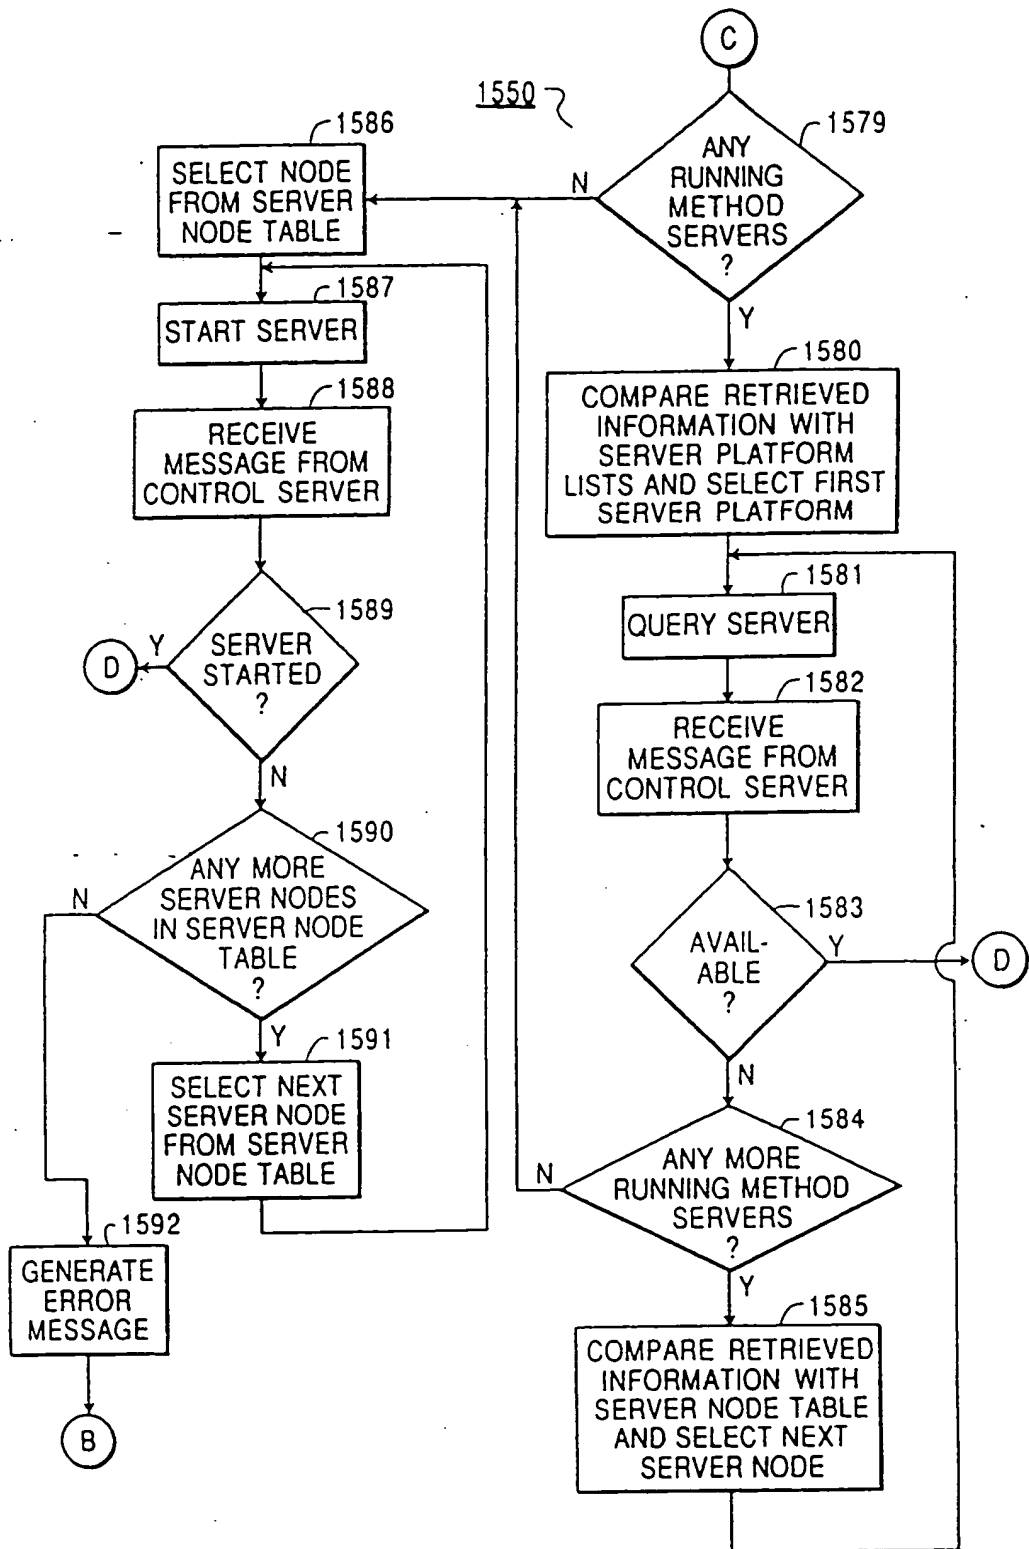 C
1550
1579
ANY
RUNNING
METHOD
SERVERS
?
N
Y
1586
SELECT NODE
FROM SERVER
NODE TABLE
1587
START SERVER
1588
RECEIVE
MESSAGE FROM
CONTROL SERVER
1589
SERVER
STARTED
?
Y
D
N
1590
ANY MORE
SERVER NODES
IN SERVER NODE
TABLE
?
N
Y
1591
SELECT NEXT
SERVER NODE
FROM SERVER
NODE TABLE
1592
GENERATE
ERROR
MESSAGE
B
1580
COMPARE RETRIEVED
INFORMATION WITH
SERVER PLATFORM
LISTS AND SELECT FIRST
SERVER PLATFORM
1581
QUERY SERVER
1582
RECEIVE
MESSAGE FROM
CONTROL SERVER
1583
AVAIL-
ABLE
?
Y
D
N
1584
ANY MORE
RUNNING METHOD
SERVERS
?
N
Y
1585
COMPARE RETRIEVED
INFORMATION WITH
SERVER NODE TABLE
AND SELECT NEXT
SERVER NODE